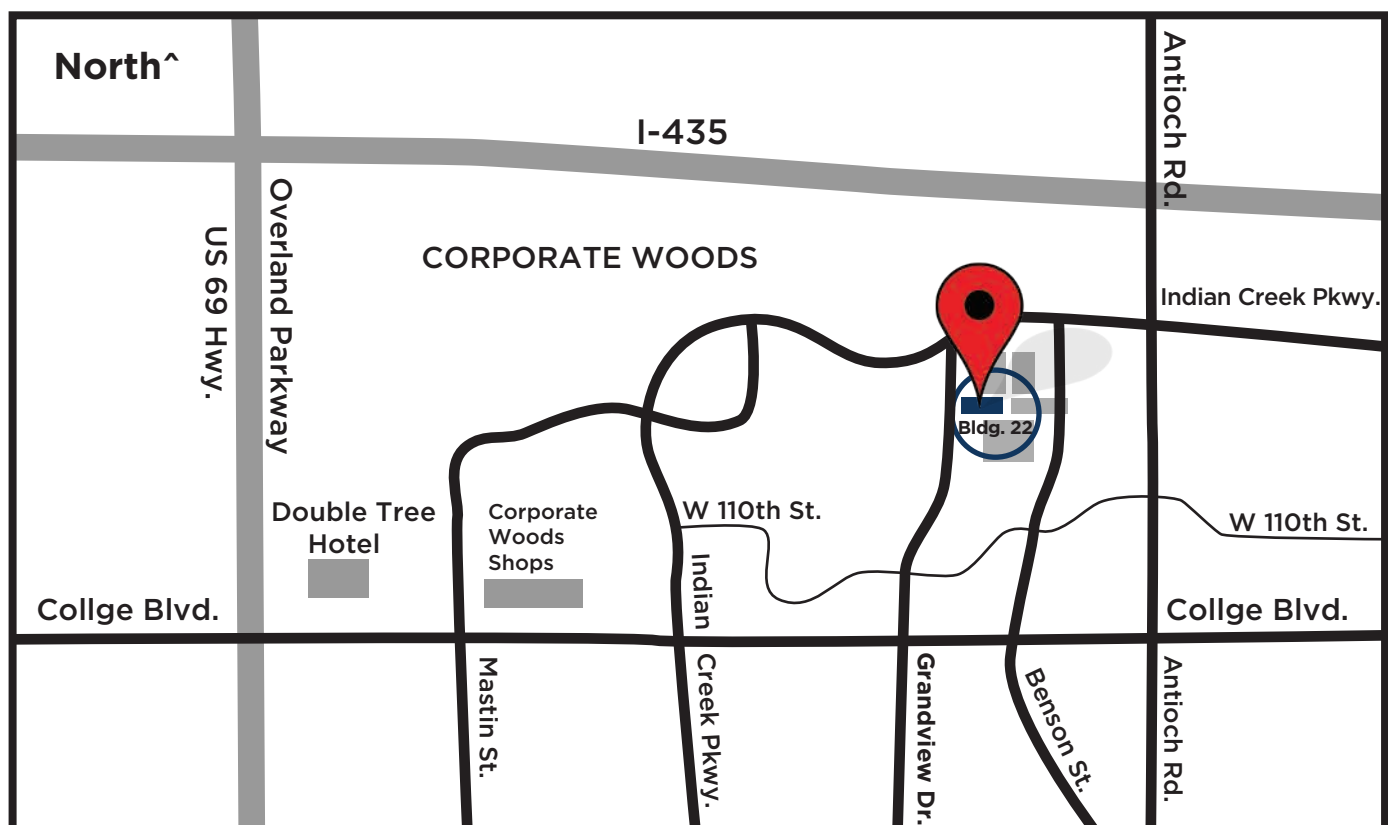 North^
Antioch Rd.
I-435
Overland Parkway
US 69 Hwy.
CORPORATE WOODS
Indian Creek Pkwy.
Bldg. 22
Double Tree
Hotel
Corporate
Woods
Shops
W 110th St.
W 110th St.
Collge Blvd.
Indian
Creek Pkwy.
Collge Blvd.
Mastin St.
Grandview Dr.
Benson St.
Antioch Rd.